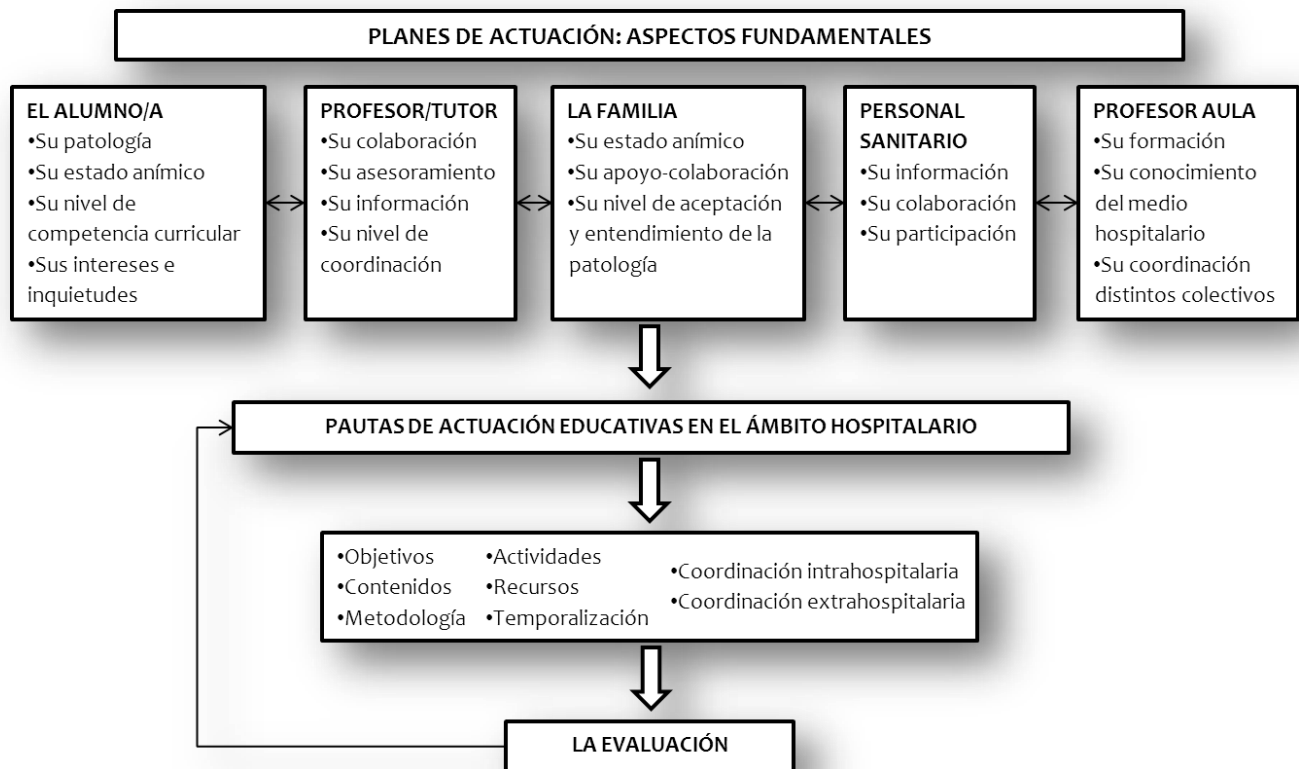 PLANES DE ACTUACIÓN: ASPECTOS FUNDAMENTALES
EL ALUMNO/A
•Su patología
•Su estado anímico
•Su nivel de
competencia curricular
•Sus intereses e
inquietudes
PROFESOR/TUTOR
•Su colaboración
•Su asesoramiento
•Su información
•Su nivel de
coordinación
LA FAMILIA
•Su estado anímico
•Su apoyo-colaboración
•Su nivel de aceptación
y entendimiento de la
patología
PERSONAL
SANITARIO
•Su información
•Su colaboración
•Su participación
PROFESOR AULA
•Su formación
•Su conocimiento
del medio
hospitalario
•Su coordinación
distintos colectivos
PAUTAS DE ACTUACIÓN EDUCATIVAS EN EL ÁMBITO HOSPITALARIO
•Objetivos
•Contenidos
•Metodología
•Actividades
•Recursos
•Temporalización
•Coordinación intrahospitalaria
•Coordinación extrahospitalaria
LA EVALUACIÓN